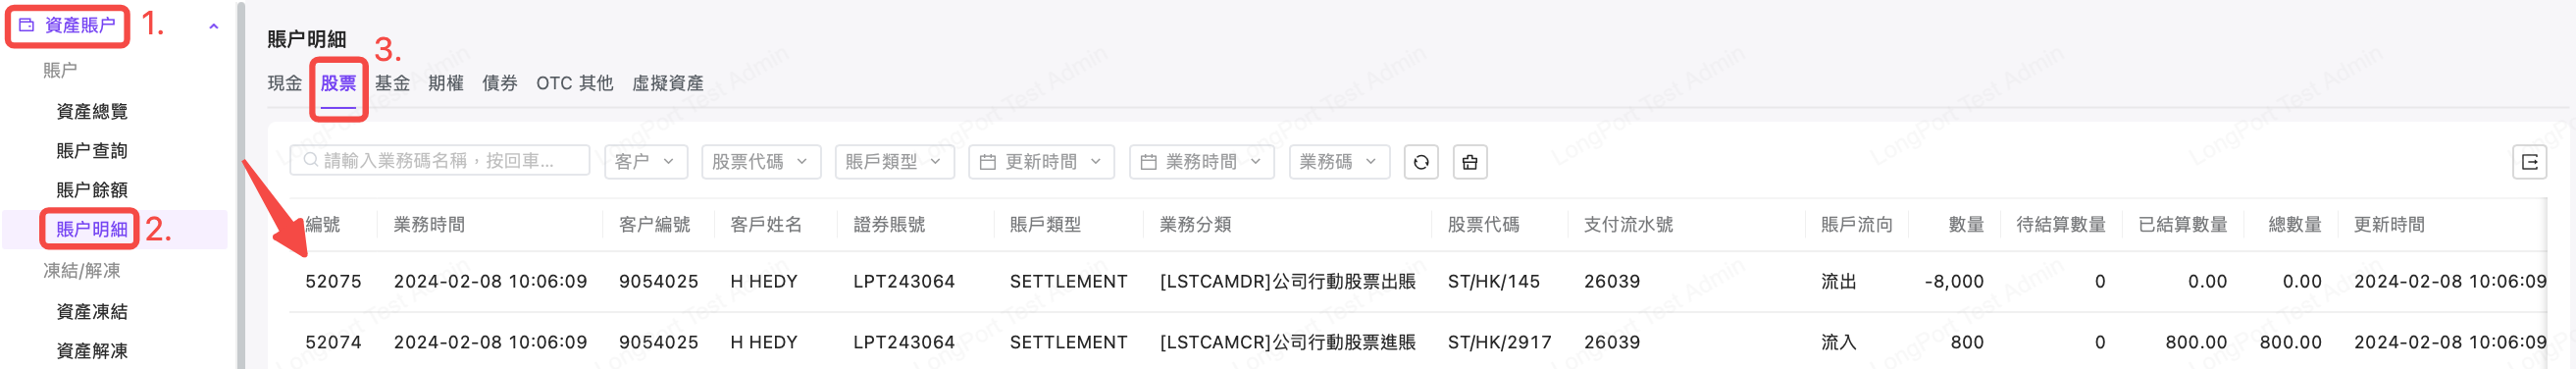 資產賬户 1.
賬户
資產總覽
賬户查詢
賬户餘額
賬户明細 2.
凍結/解凍
資產凍結
資產解凍
賬户明細
3.
現金 股票 基金 期權 債券 OTC 其他 虛擬資產
請輸入業務碼名稱，按回車... 客户 股票代碼 賬戶類型 更新時間 業務時間 業務碼
編號 業務時間 客户編號 客戶姓名 證券賬號 賬戶類型 業務分類 股票代碼 支付流水號 賬戶流向 數量 待結算數量 已結算數量 總數量 更新時間
52075 2024-02-08 10:06:09 9054025 H HEDY LPT243064 SETTLEMENT [LSTCAMDR]公司行動股票出賬 ST/HK/145 26039 流出 -8,000 0 0.00 0.00 2024-02-08 10:06:09
52074 2024-02-08 10:06:09 9054025 H HEDY LPT243064 SETTLEMENT [LSTCAMCR]公司行動股票進賬 ST/HK/2917 26039 流入 800 0 800.00 800.00 2024-02-08 10:06:09
LongPort Test Admin